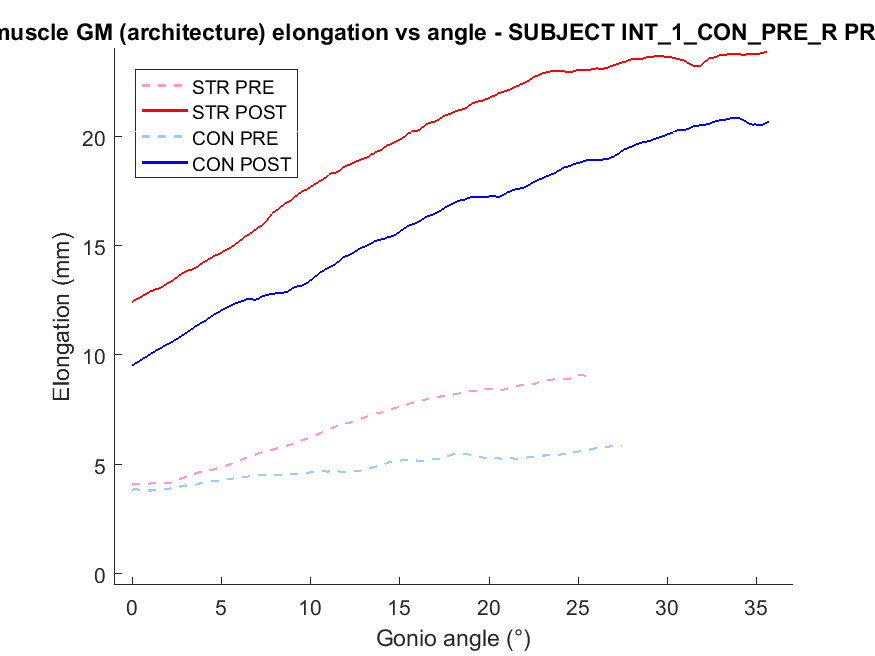 muscle GM (architecture) elongation vs angle - SUBJECT INT_1_CON_PRE_R PR
STR PRE
STR POST
CON PRE
CON POST
20
15
10
5
0
Elongation (mm)
0 5 10 15 20 25 30 35
Gonio angle (°)